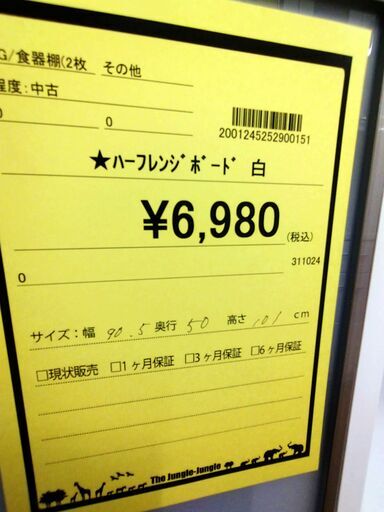 G/食器棚(2枚 その他
程度:中古
0 0
2001245252900151
★ﾊｰﾌﾚﾝｼﾞﾎﾞｰﾄﾞ 白
¥6,980(税込)
311024
0
サイズ:幅 90.5 奥行 50 高さ 101 cm
□現状販売 □1ヶ月保証 □3ヶ月保証 □6ヶ月保証
The Jungle-Jungle